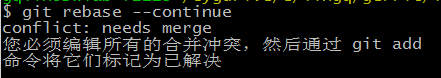 $ git rebase --continue
conflict: needs merge
您必须编辑所有的合并冲突，然后通过 git add
命令将它们标记为已解决